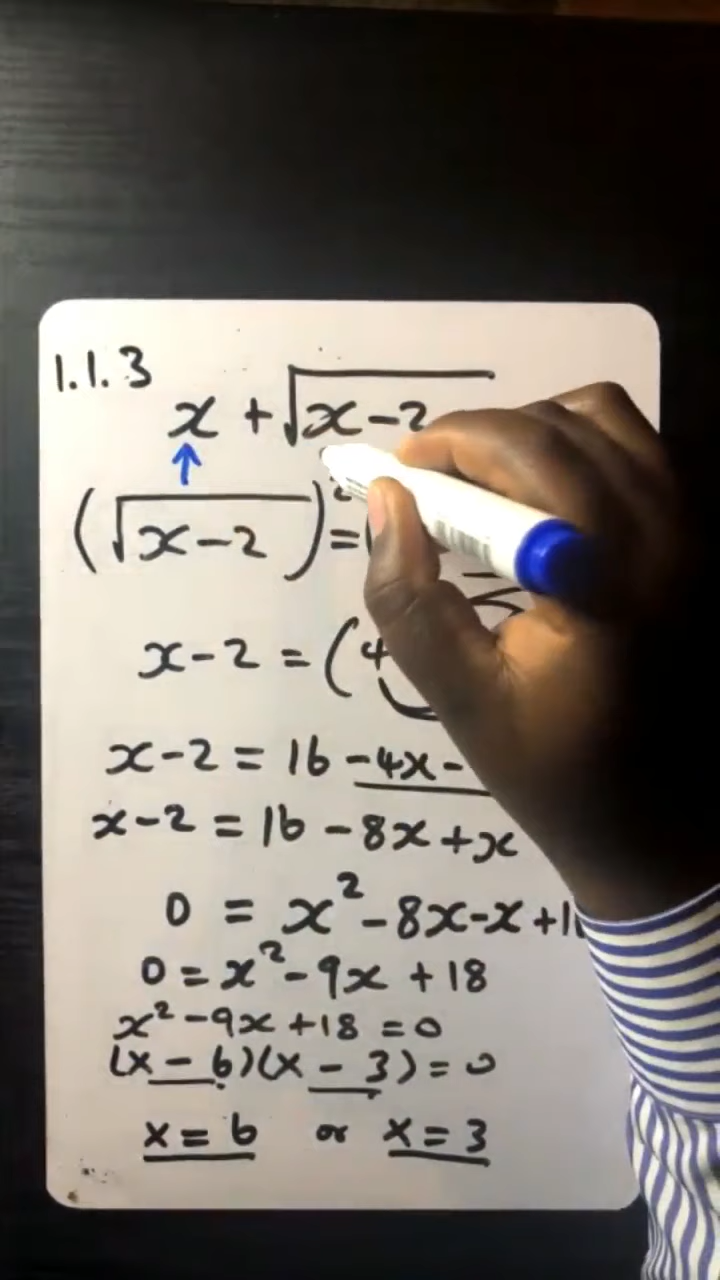 1.1.3
x + √x-2
(√x-2)² = (
x-2 = (4
x-2 = 16 -4x -
x-2 = 16 - 8x + x
0 = x² - 8x - x + 1
0 = x² - 9x + 18
x² - 9x + 18 = 0
(x - 6)(x - 3) = 0
x = 6 or x = 3